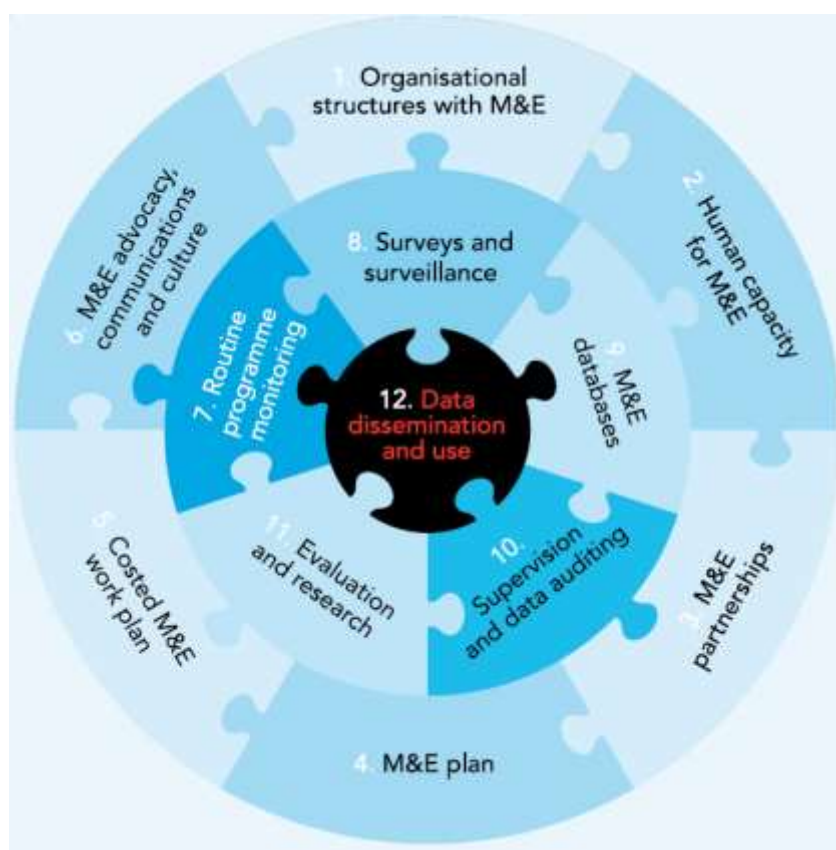 1. Organisational
structures with M&E
2. Human capacity
for M&E
3. M&E
partnerships
4. M&E plan
5. Costed M&E
work plan
6. M&E advocacy,
communications
and culture
7. Routine
programme
monitoring
8. Surveys and
surveillance
9. M&E
databases
10.
Supervision
and data auditing
11. Evaluation
and research
12. Data
dissemination
and use